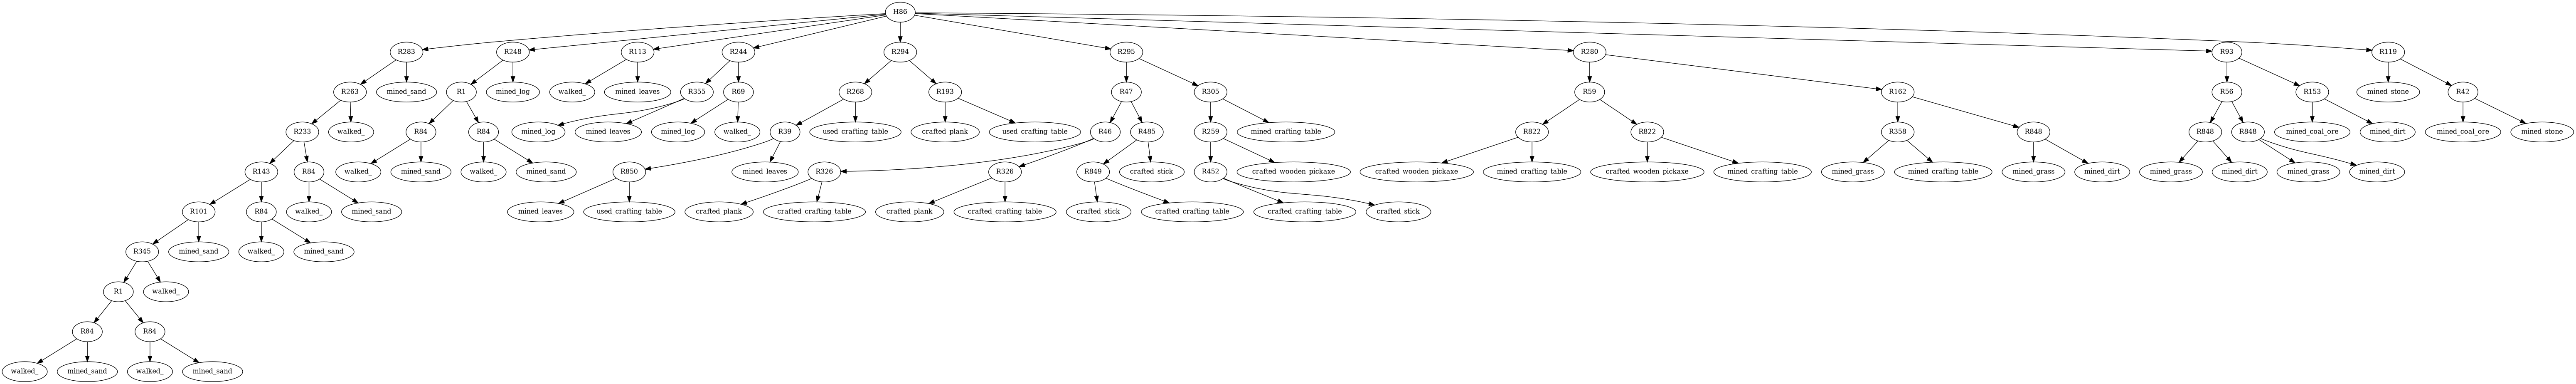 H86
R283 R248 R113 R244 R294 R295 R280 R93 R119
R263 mined_sand R1 mined_log walked_ mined_leaves R355 R69 R268 R193 R47 R305 R59 R162 R56 R153 mined_stone R42
R233 walked_ R84 R84 mined_log mined_leaves mined_log walked_ R39 used_crafting_table crafted_plank used_crafting_table R46 R485 R259 mined_crafting_table R822 R822 R358 R848 R848 R848 mined_coal_ore mined_dirt mined_coal_ore mined_stone
R143 R84 walked_ mined_sand walked_ mined_sand R850 mined_leaves R326 R326 R849 crafted_stick R452 crafted_wooden_pickaxe crafted_wooden_pickaxe mined_crafting_table crafted_wooden_pickaxe mined_crafting_table mined_grass mined_crafting_table mined_grass mined_dirt mined_grass mined_dirt mined_grass mined_dirt
R101 R84 walked_ mined_sand mined_leaves used_crafting_table crafted_plank crafted_crafting_table crafted_plank crafted_crafting_table crafted_stick crafted_crafting_table crafted_crafting_table crafted_stick
R345 mined_sand walked_ mined_sand
R1 walked_
R84 R84
walked_ mined_sand walked_ mined_sand